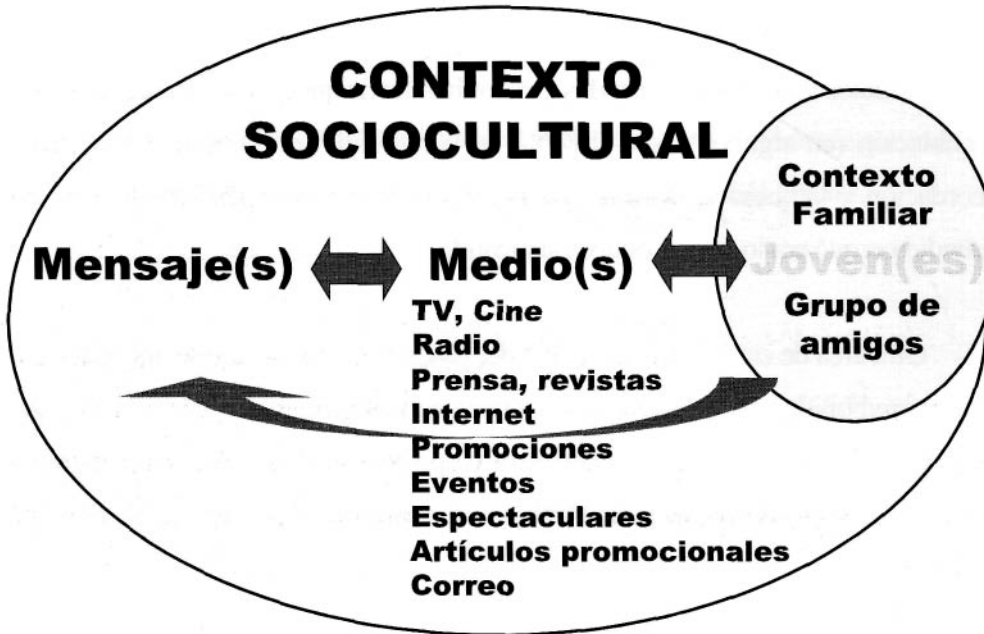 CONTEXTO
SOCIOCULTURAL
Contexto
Familiar
Mensaje(s)
Medio(s)
Joven(es)
TV, Cine
Radio
Prensa, revistas
Internet
Promociones
Eventos
Espectaculares
Artículos promocionales
Correo
Grupo de
amigos